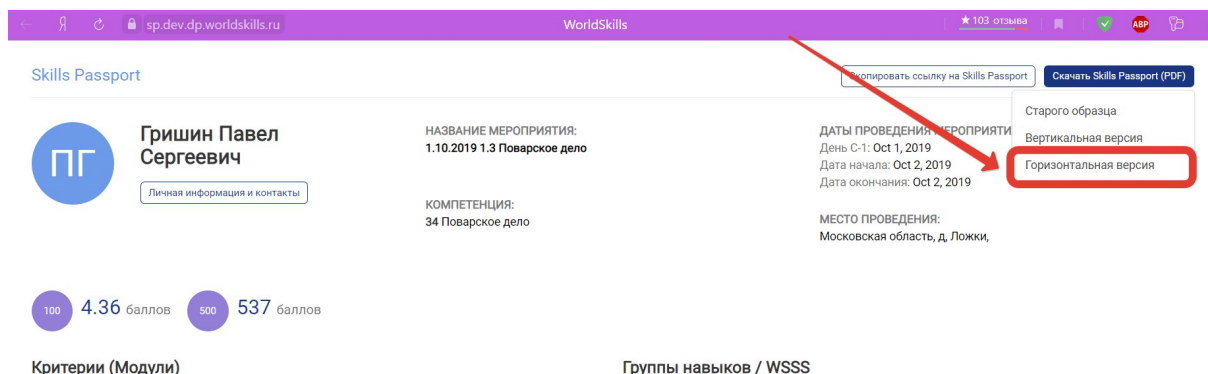 Я sp.dev.dp.worldskills.ru WorldSkills ★ 103 отзыва ABP
Skills Passport
Скопировать ссылку на Skills Passport Скачать Skills Passport (PDF)
Старого образца
Вертикальная версия
Горизонтальная версия
ПГ
Гришин Павел
Сергеевич
Личная информация и контакты
НАЗВАНИЕ МЕРОПРИЯТИЯ:
1.10.2019 1.3 Поварское дело
КОМПЕТЕНЦИЯ:
34 Поварское дело
ДАТЫ ПРОВЕДЕНИЯ МЕРОПРИЯТИ
День С-1: Oct 1, 2019
Дата начала: Oct 2, 2019
Дата окончания: Oct 2, 2019
МЕСТО ПРОВЕДЕНИЯ:
Московская область, д, Ложки,
100 4.36 баллов 500 537 баллов
Критерии (Модули)
Группы навыков / WSSS